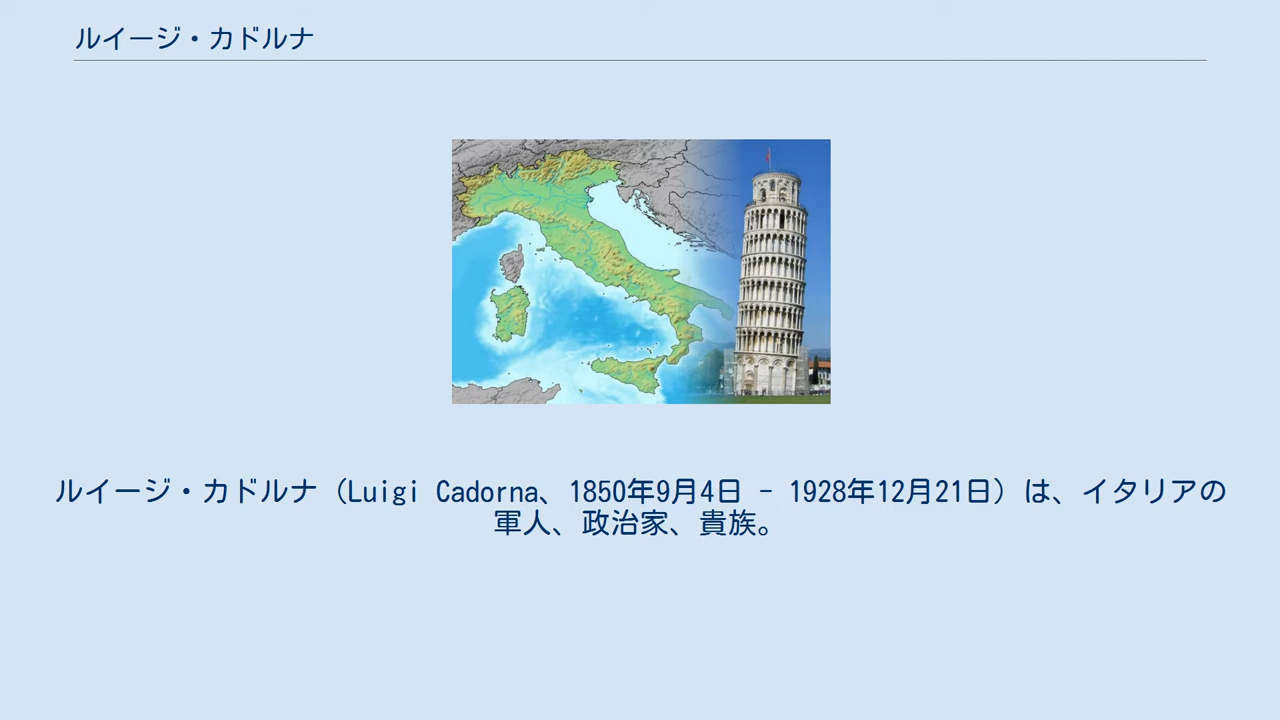 ルイージ・カドルナ
ルイージ・カドルナ（Luigi Cadorna、1850年9月4日 - 1928年12月21日）は、イタリアの
軍人、政治家、貴族。